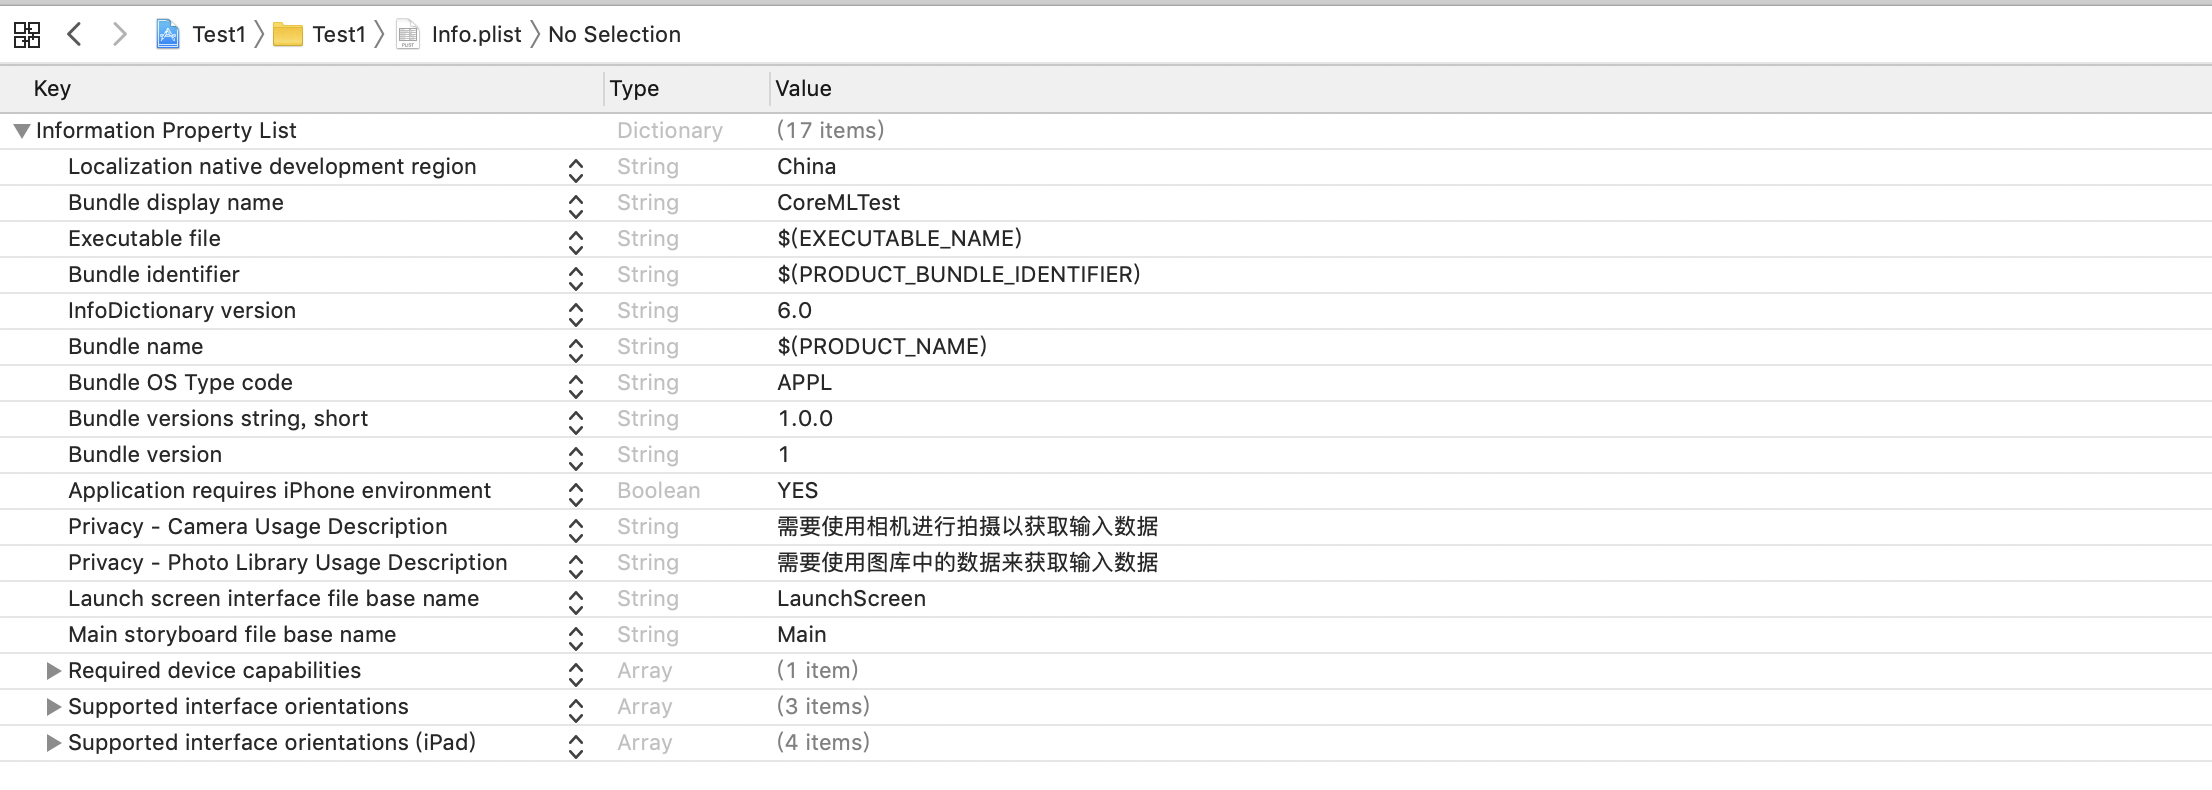 Test1 Test1 Info.plist No Selection
Key Type Value
Information Property List Dictionary (17 items)
Localization native development region String China
Bundle display name String CoreMLTest
Executable file String $(EXECUTABLE_NAME)
Bundle identifier String $(PRODUCT_BUNDLE_IDENTIFIER)
InfoDictionary version String 6.0
Bundle name String $(PRODUCT_NAME)
Bundle OS Type code String APPL
Bundle versions string, short String 1.0.0
Bundle version String 1
Application requires iPhone environment Boolean YES
Privacy - Camera Usage Description String 需要使用相机进行拍摄以获取输入数据
Privacy - Photo Library Usage Description String 需要使用图库中的数据来获取输入数据
Launch screen interface file base name String LaunchScreen
Main storyboard file base name String Main
Required device capabilities Array (1 item)
Supported interface orientations Array (3 items)
Supported interface orientations (iPad) Array (4 items)